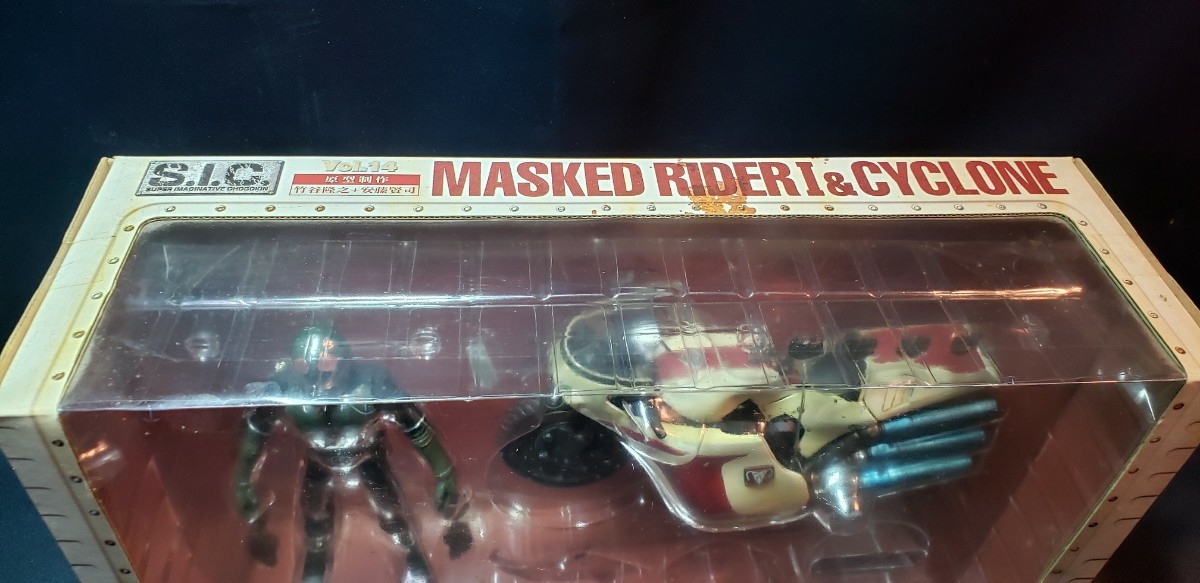 S.I.C.
SUPER IMAGINATIVE CHOGOKIN
Vol.14
原型制作
竹谷隆之+安藤賢司
MASKED RIDER I & CYCLONE